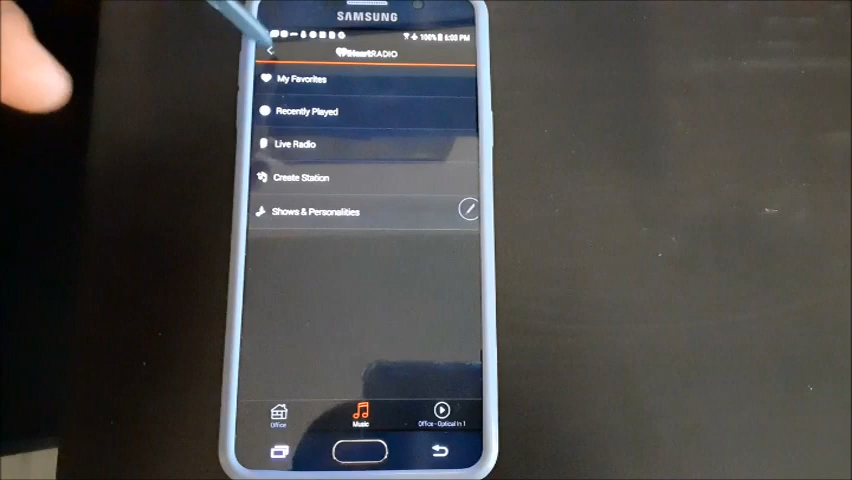 SAMSUNG
100% 6:03 PM
iHeartRADIO
My Favorites
Recently Played
Live Radio
Create Station
Shows & Personalities
Office
Music
Office - Optical In 1